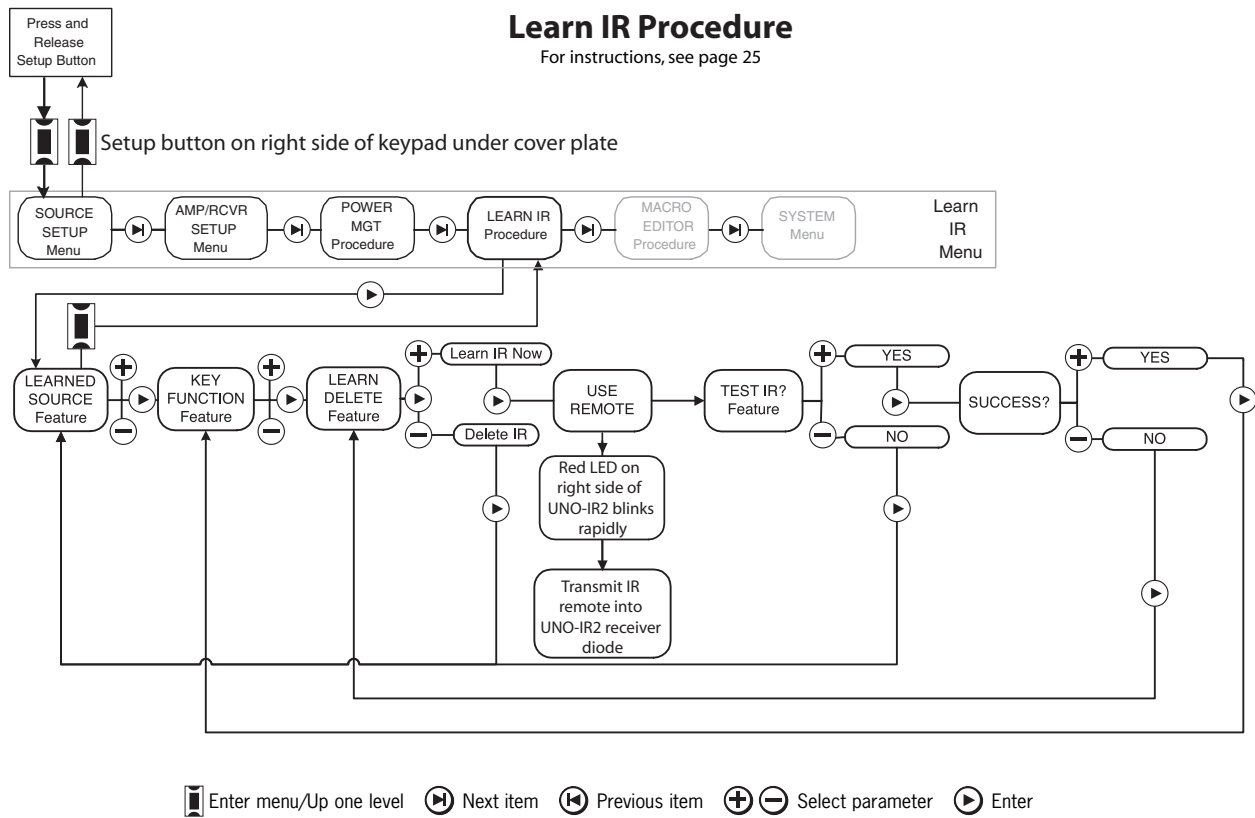 Learn IR Procedure
For instructions, see page 25
Press and
Release
Setup Button
Setup button on right side of keypad under cover plate
SOURCE
SETUP
Menu
AMP/RCVR
SETUP
Menu
POWER
MGT
Procedure
LEARN IR
Procedure
MACRO
EDITOR
Procedure
SYSTEM
Menu
Learn
IR
Menu
LEARNED
SOURCE
Feature
KEY
FUNCTION
Feature
LEARN
DELETE
Feature
Learn IR Now
Delete IR
USE
REMOTE
Red LED on
right side of
UNO-IR2 blinks
rapidly
Transmit IR
remote into
UNO-IR2 receiver
diode
TEST IR?
Feature
YES
NO
SUCCESS?
YES
NO
Enter menu/Up one level
Next item
Previous item
Select parameter
Enter